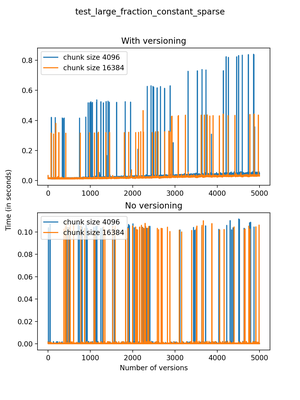 test_large_fraction_constant_sparse
With versioning
chunk size 4096
chunk size 16384
0.8
0.6
0.4
0.2
0.0
0 1000 2000 3000 4000 5000
Time (in seconds)
No versioning
chunk size 4096
chunk size 16384
0.10
0.08
0.06
0.04
0.02
0.00
0 1000 2000 3000 4000 5000
Number of versions